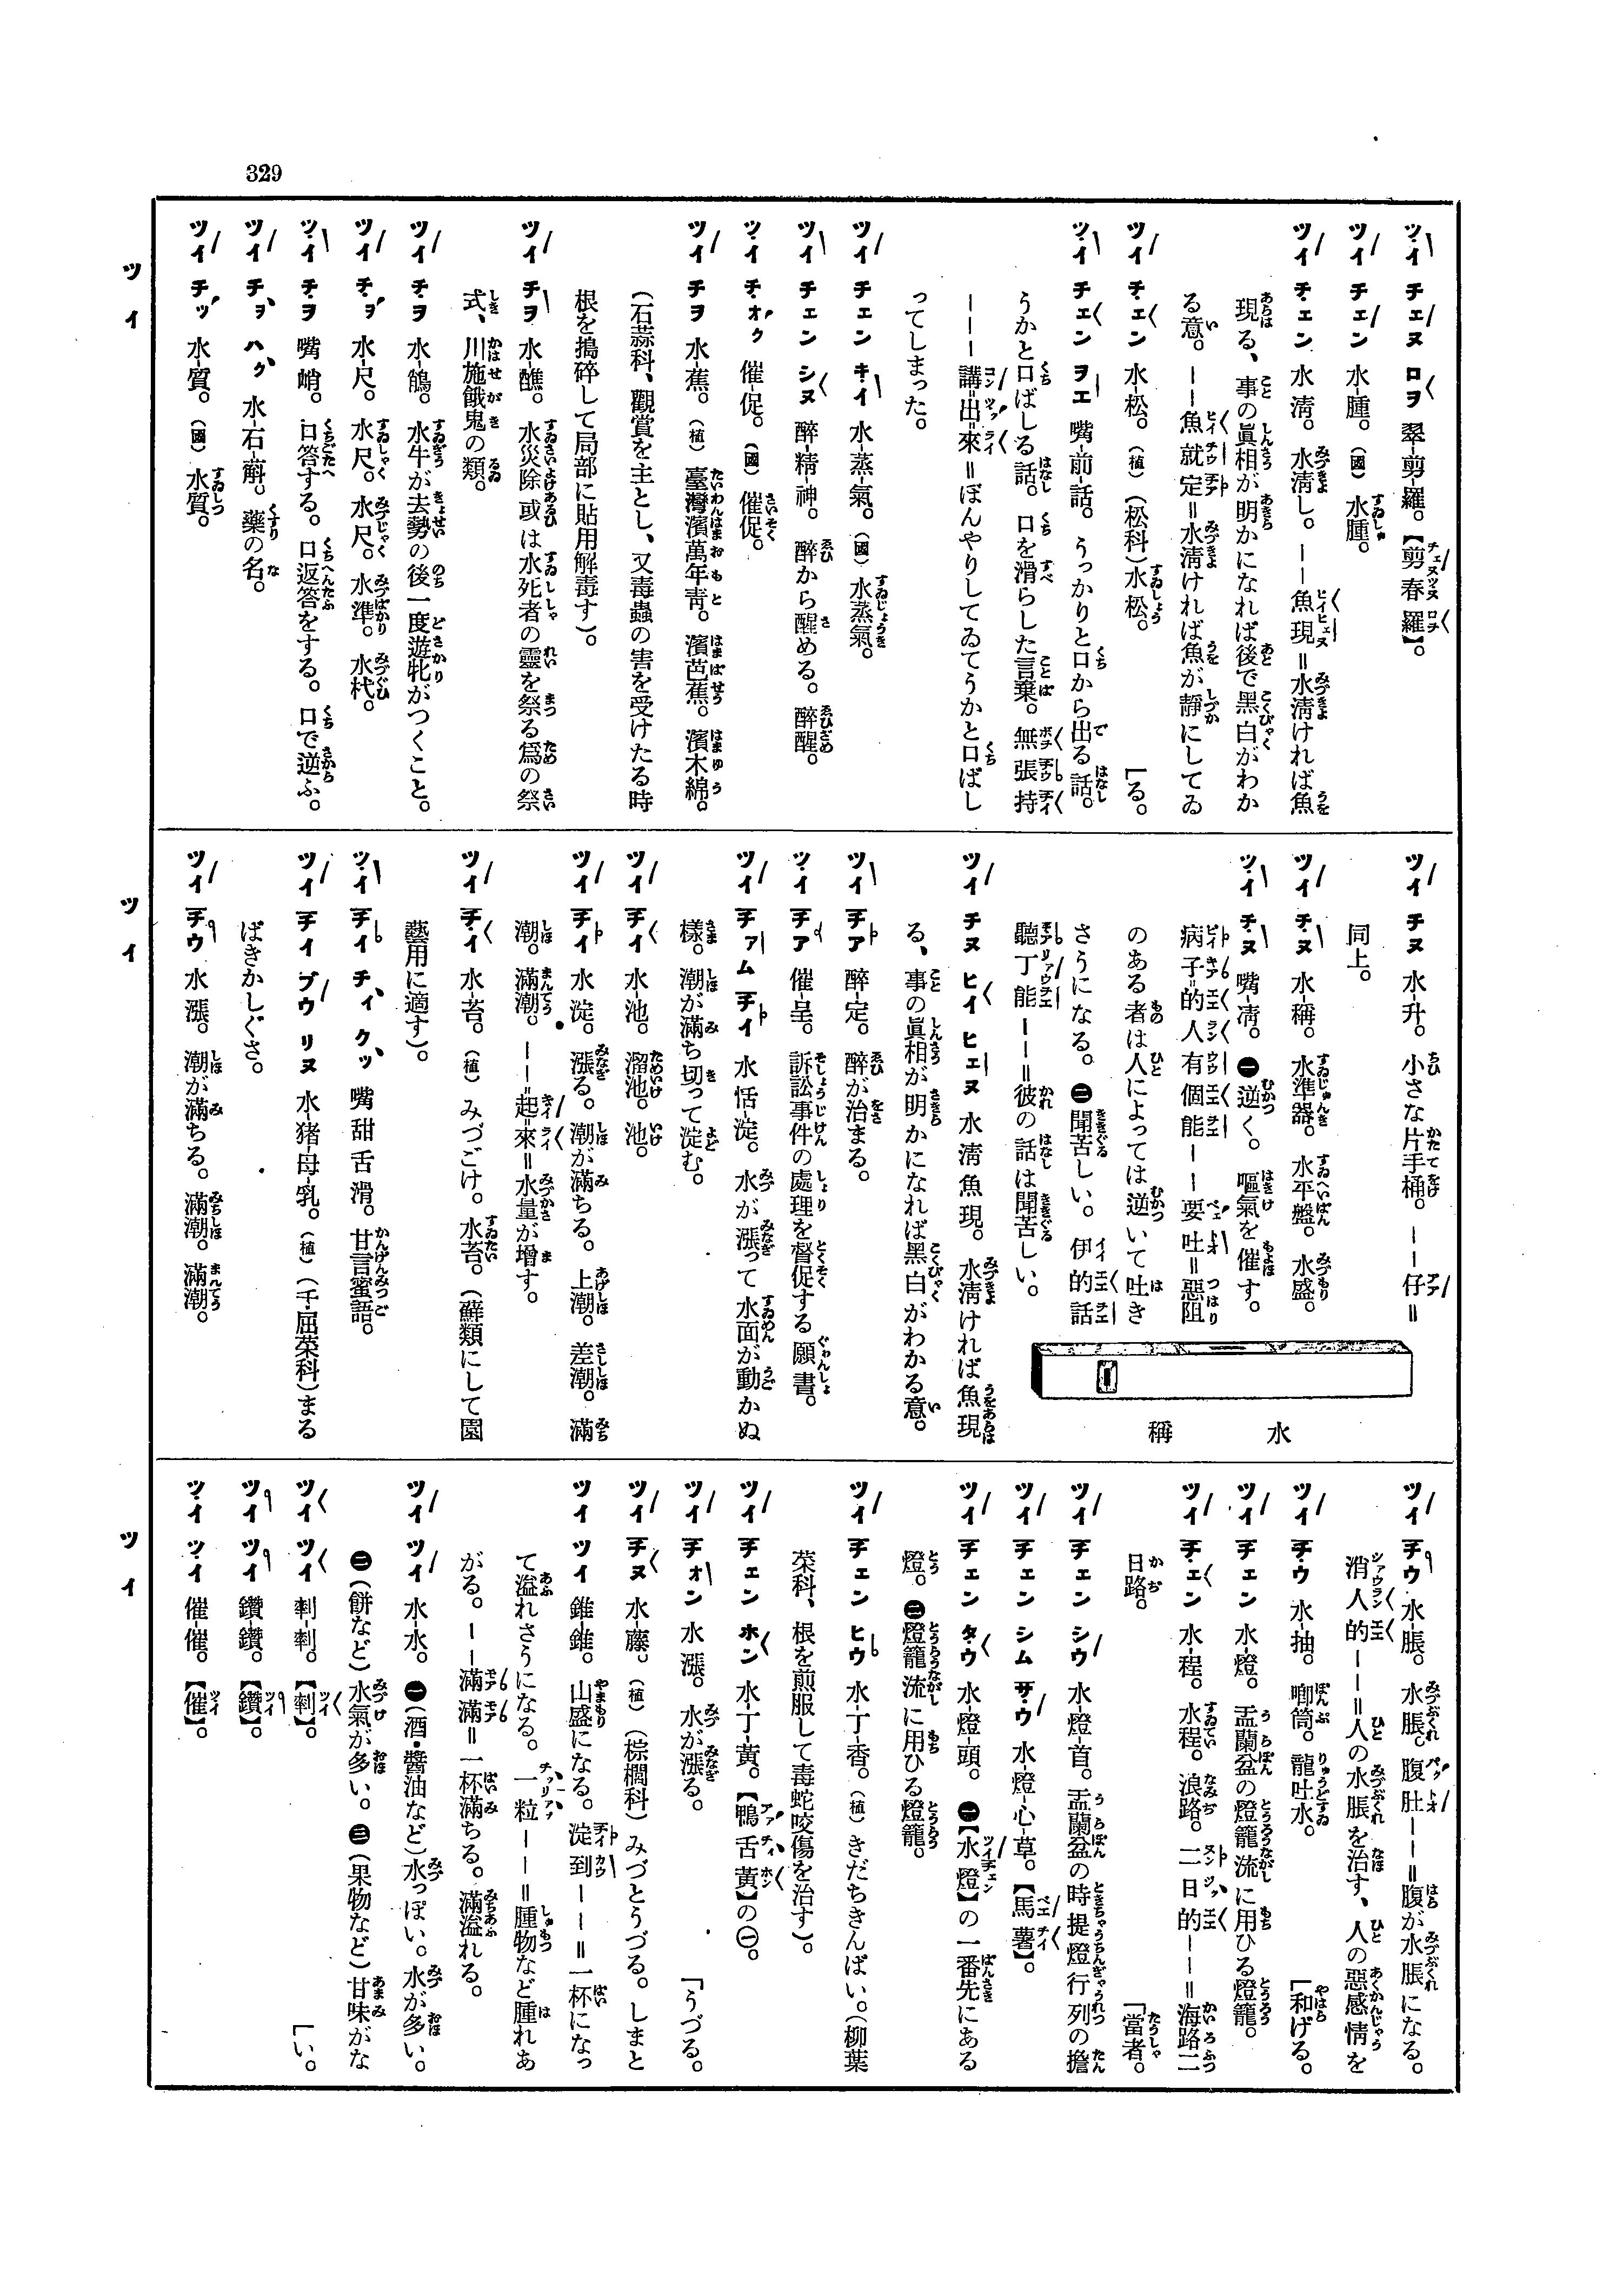 329
ツイ チェヌ ロヲ 翠-剪-羅。【剪春羅】。
ツイ チェン 水-腫。(國)水腫。
ツイ チェン 水 淸。 水淸し。 ーー魚現=水淸ければ魚
現る、事の眞相が明かになれば後で黑白がわか
る意。 ーー魚就定=水淸ければ魚が靜にしてゐ
ツイ チェン 水-松。(植)(松科)水松。 「る。
ツイ チェン ヲエ 嘴-前-話。 うっかりと口から出る話。
うかと口ばしる話。 口を滑らした言葉。 無張持
ーーー講=出=來=ぼんやりしてゐてうかと口ばし
ってしまった。
ツイ チェン キイ 水-蒸-氣。(國)水蒸氣。
ツイ チェン シヌ 醉-精-神。 醉から醒める。醉醒。
ツイ チォク 催-促。(國)催促。
ツイ チヲ 水-蕉。(植) 臺灣濱萬年靑。濱芭蕉。濱木綿。
(石蒜科、觀賞を主とし、又毒蟲の害を受けたる時
根を搗碎して局部に貼用解毒す)。
ツイ チヲ 水-醮。 水災除或は水死者の靈を祭る爲の祭
式、川施餓鬼の類。
ツイ チヲ 水-鵤。 水牛が去勢の後一度遊牝がつくこと。
ツイ チヲ 水-尺。 水尺。水尺。水準。水杙。
ツイ チヲ 嘴 峭。 口答する。口返答をする。口で逆ふ。
ツイ チヲ ハク 水-石-蔛。藥の名。
ツイ チッ 水-質。(國)水質。
ツイ チヌ 水-升。 小さな片手桶。 ーー仔=
同上。
ツイ チヌ 水-稱。 水準器。 水平盤。 水盛。
ツイ チヌ 嘴-凊。 ㊀逆く。 嘔氣を催す。
病子的人有個能ーー要吐=惡阻
のある者は人によっては逆いて吐き
さうになる。 ㊁聞苦しい。 伊的話
聽丁能ーー=彼の話は聞苦しい。
水稱
ツイ チヌ ヒイ ヒェヌ 水淸魚現。 水淸ければ魚現
る、事の眞相が明かになれば黑白がわかる意。
ツイ チア 醉-定。 醉が治まる。
ツイ チア 催-呈。 訴訟事件の處理を督促する願書。
ツイ チァム チイ 水 恬-淀。 水が漲って水面が動かぬ
樣。潮が滿ち切って淀む。
ツイ チイ 水-池。 溜池。池。
ツイ チイ 水 淀。 漲る。潮が滿ちる。上潮。差潮。滿
潮。滿潮。 ーー=起=來=水量が增す。
ツイ チイ 水-苔。(植) みづごけ。水苔。(蘚類にして園
藝用に適す)。
ツイ チイ チィ クッ 嘴甜舌滑。甘言蜜語。
ツイ チイ ブウ リヌ 水-猪-母-乳。(植)(千屈菜科)まる
ばきかしぐさ。
ツイ チウ 水 漲。 潮が滿ちる。滿潮。滿潮。
ツイ チウ 水-脹。 水脹。腹肚ーー=腹が水脹になる。
消人的ーー=人の水脹を治す、人の惡感情を
ツイ チウ 水-抽。 喞筒。龍吐水。 「和げる。
ツイ チェン 水-燈。 盂蘭盆の燈籠流に用ひる燈籠。
ツイ チェン 水-程。 水程。浪路。二日的ーー=海路二
日路。 「當者。
ツイ チェン シウ 水-燈-首。盂蘭盆の時提燈行列の擔
ツイ チェン シム サウ 水-燈-心-草。【馬薯】。
ツイ チェン タウ 水-燈-頭。 ㊀【水燈】の一番先にある
燈。㊁燈籠流に用ひる燈籠。
ツイ チェン ヒウ 水-丁-香。(植)きだちきんばい。(柳葉
菜科、根を煎服して毒蛇咬傷を治す)。
ツイ チェン ホン 水-丁-黃。【鴨舌黃】の㊀。
ツイ チォン 水 漲。 水が漲る。 「うづる。
ツイ チヌ 水-藤。(植)(棕櫚科)みづとうづる。しまと
ツイ ツイ 錐-錐。 山盛になる。 淀到ーー=一杯になっ
て溢れさうになる。 一粒ーー=腫物など腫れあ
がる。ーー滿滿=一杯滿ちる。滿溢れる。
ツイ ツイ 水-水。 ㊀(酒・醬油など)水っぽい。水が多い。
㊁(餠など)水氣が多い。㊂(果物など)甘味がな
ツイ ツイ 剕-剕。【剕】。 「い。
ツイ ツイ 鑽-鑽。【鑽】。
ツイ ツイ 催-催。【催】。
ツイ
ツイ
ツイ